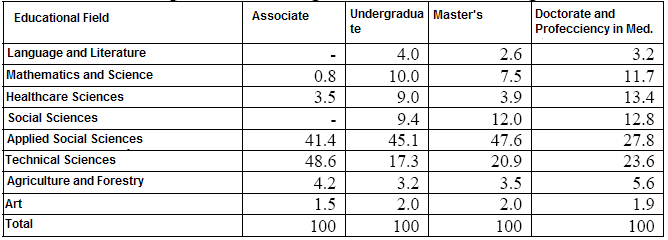 Educational Field Associate Undergradua Master's Doctorate and
te Profecciency in Med.
Language and Literature - 4.0 2.6 3.2
Mathematics and Science 0.8 10.0 7.5 11.7
Healthcare Sciences 3.5 9.0 3.9 13.4
Social Sciences - 9.4 12.0 12.8
Applied Social Sciences 41.4 45.1 47.6 27.8
Technical Sciences 48.6 17.3 20.9 23.6
Agriculture and Forestry 4.2 3.2 3.5 5.6
Art 1.5 2.0 2.0 1.9
Total 100 100 100 100